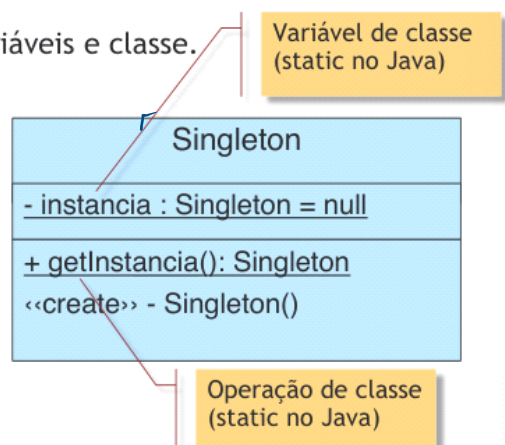 Variável de classe
(static no Java)
e classe.
Singleton
- instancia : Singleton = null
+ getInstancia(): Singleton
‹‹create›› - Singleton()
Operação de classe
(static no Java)